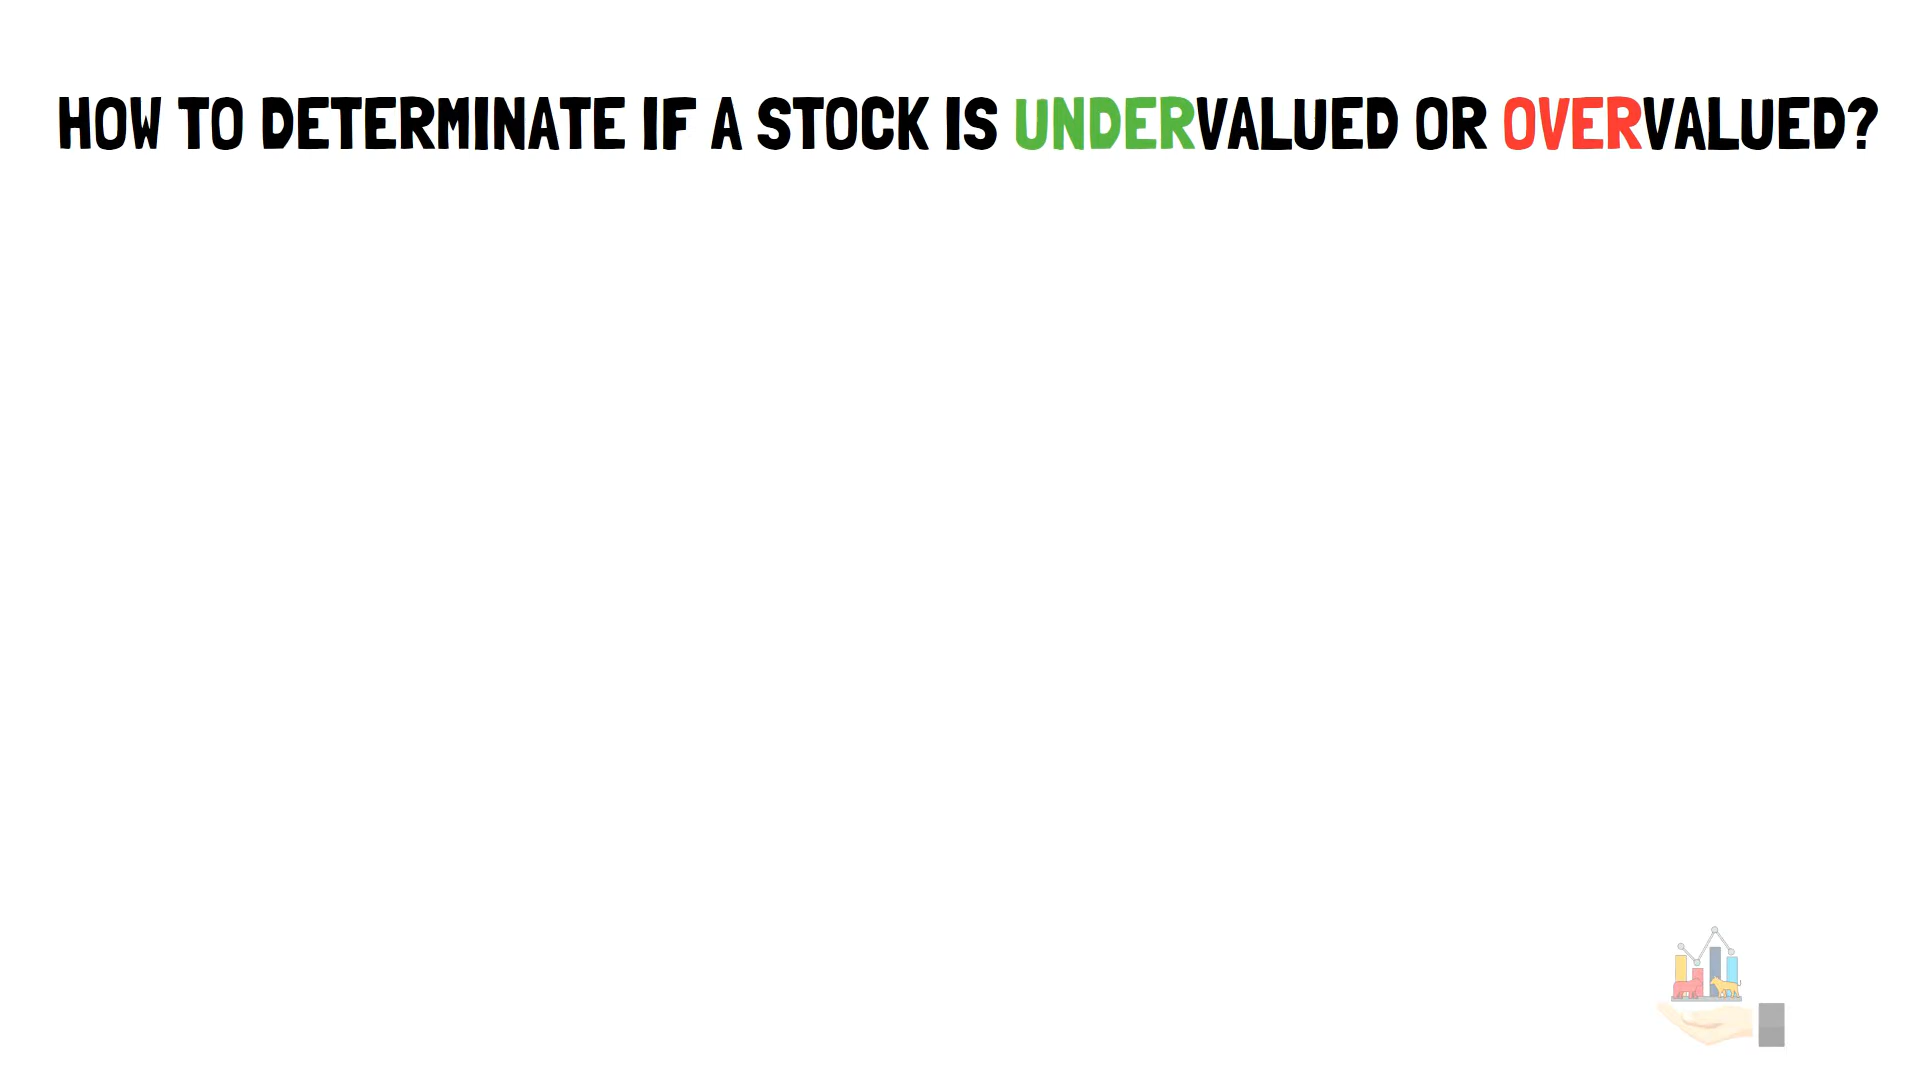 HOW TO DETERMINATE IF A STOCK IS UNDERVALUED OR OVERVALUED?